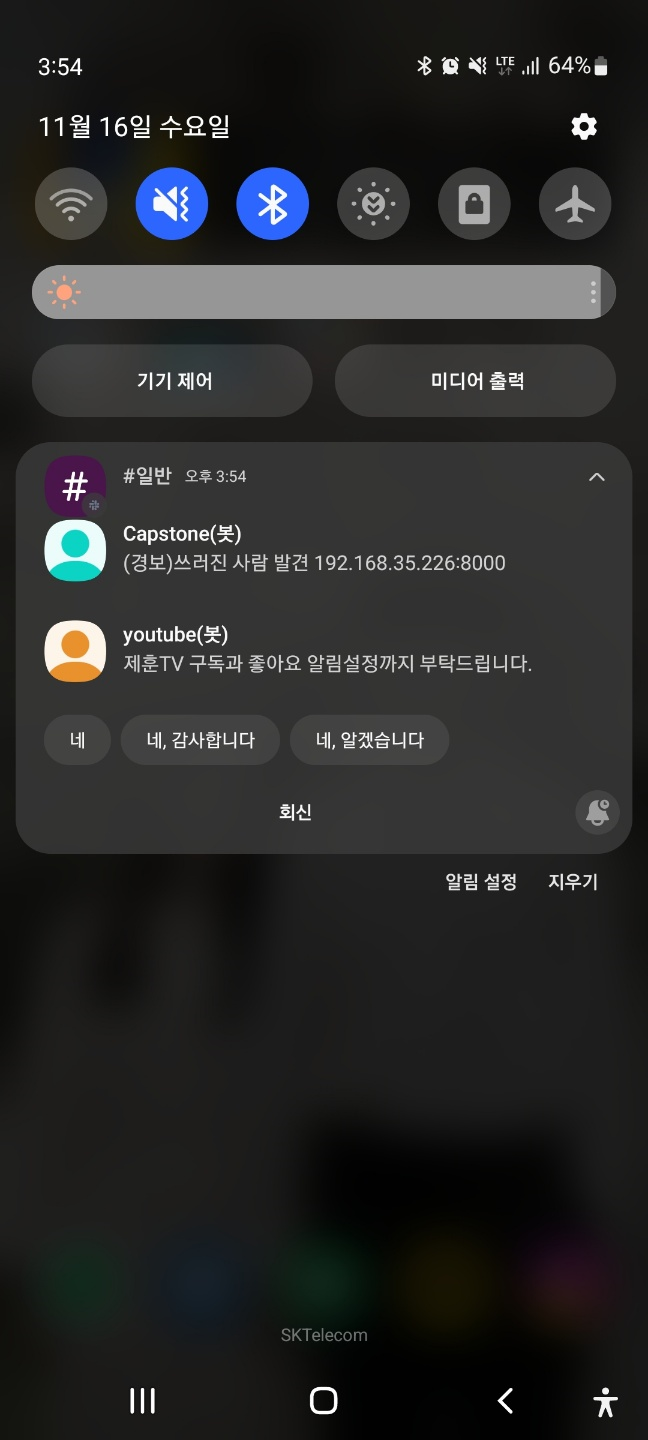 3:54
LTE 64%
11월 16일 수요일
기기 제어
미디어 출력
#일반 오후 3:54
Capstone(봇)
(경보)쓰러진 사람 발견 192.168.35.226:8000
youtube(봇)
제훈TV 구독과 좋아요 알림설정까지 부탁드립니다.
네
네, 감사합니다
네, 알겠습니다
회신
알림 설정
지우기
SKTelecom